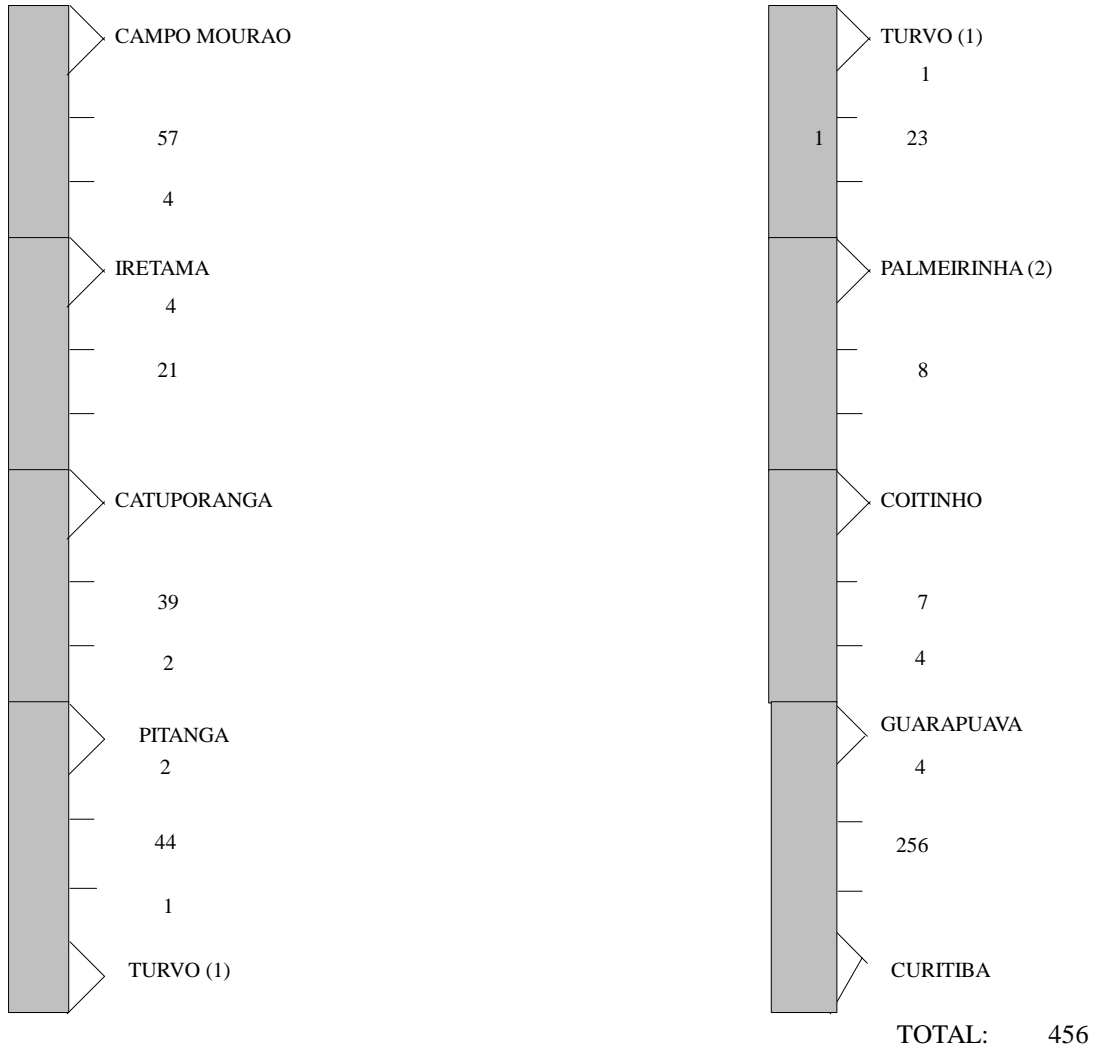 CAMPO MOURAO
57
4
IRETAMA
4
21
CATUPORANGA
39
2
PITANGA
2
44
1
TURVO (1)
TURVO (1)
1
1 23
PALMEIRINHA (2)
8
COITINHO
7
4
GUARAPUAVA
4
256
CURITIBA
TOTAL: 456